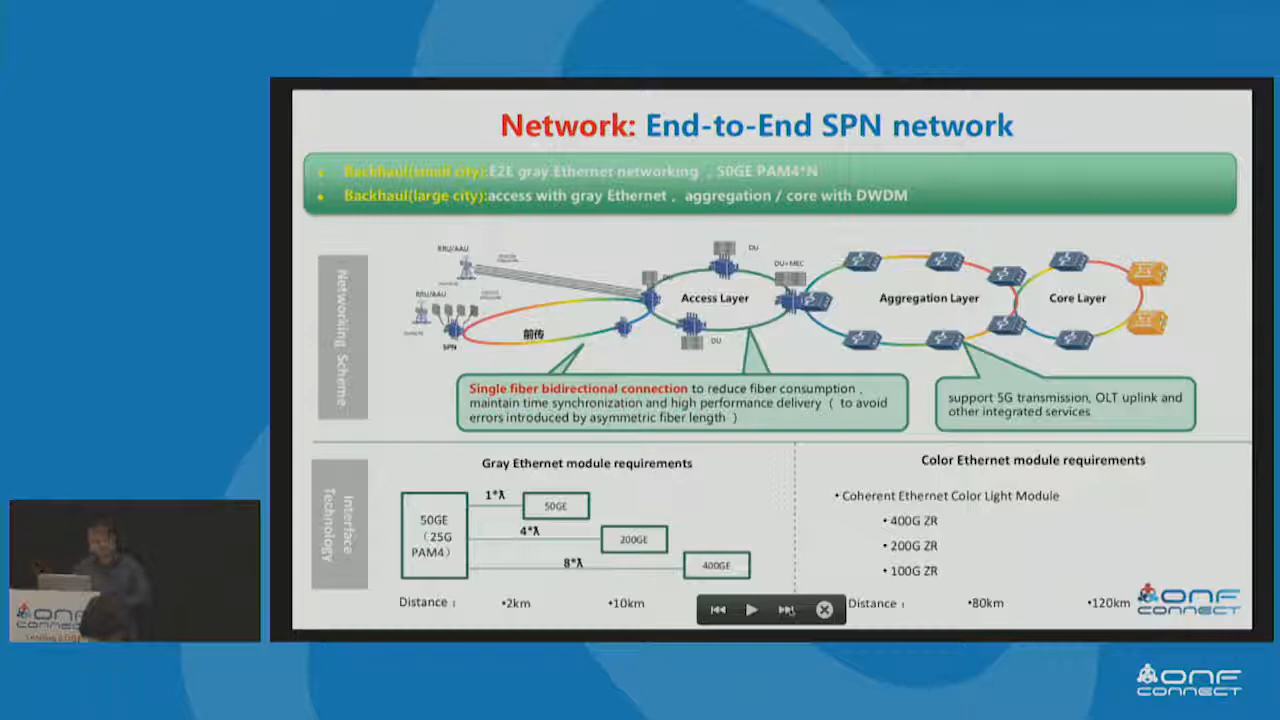 Network: End-to-End SPN network
• Backhaul(small city):E2E gray Ethernet networking ，50GE PAM4*N
• Backhaul(large city):access with gray Ethernet， aggregation / core with DWDM
Networking Scheme
RRU/AAU
RRU/AAU
SPN
前传
DU
DU
DU
DU+MEC
Access Layer
Aggregation Layer
Core Layer
Single fiber bidirectional connection to reduce fiber consumption，
maintain time synchronization and high performance delivery（ to avoid
errors introduced by asymmetric fiber length ）
support 5G transmission, OLT uplink and
other integrated services
Interface Technology
Gray Ethernet module requirements
50GE
（25G
PAM4）
1*λ
50GE
4*λ
200GE
8*λ
400GE
Distance：
•2km
•10km
Color Ethernet module requirements
• Coherent Ethernet Color Light Module
• 400G ZR
• 200G ZR
• 100G ZR
Distance：
•80km
•120km
ONF
CONNECT
ONF
CONNECT
ONF
CONNECT